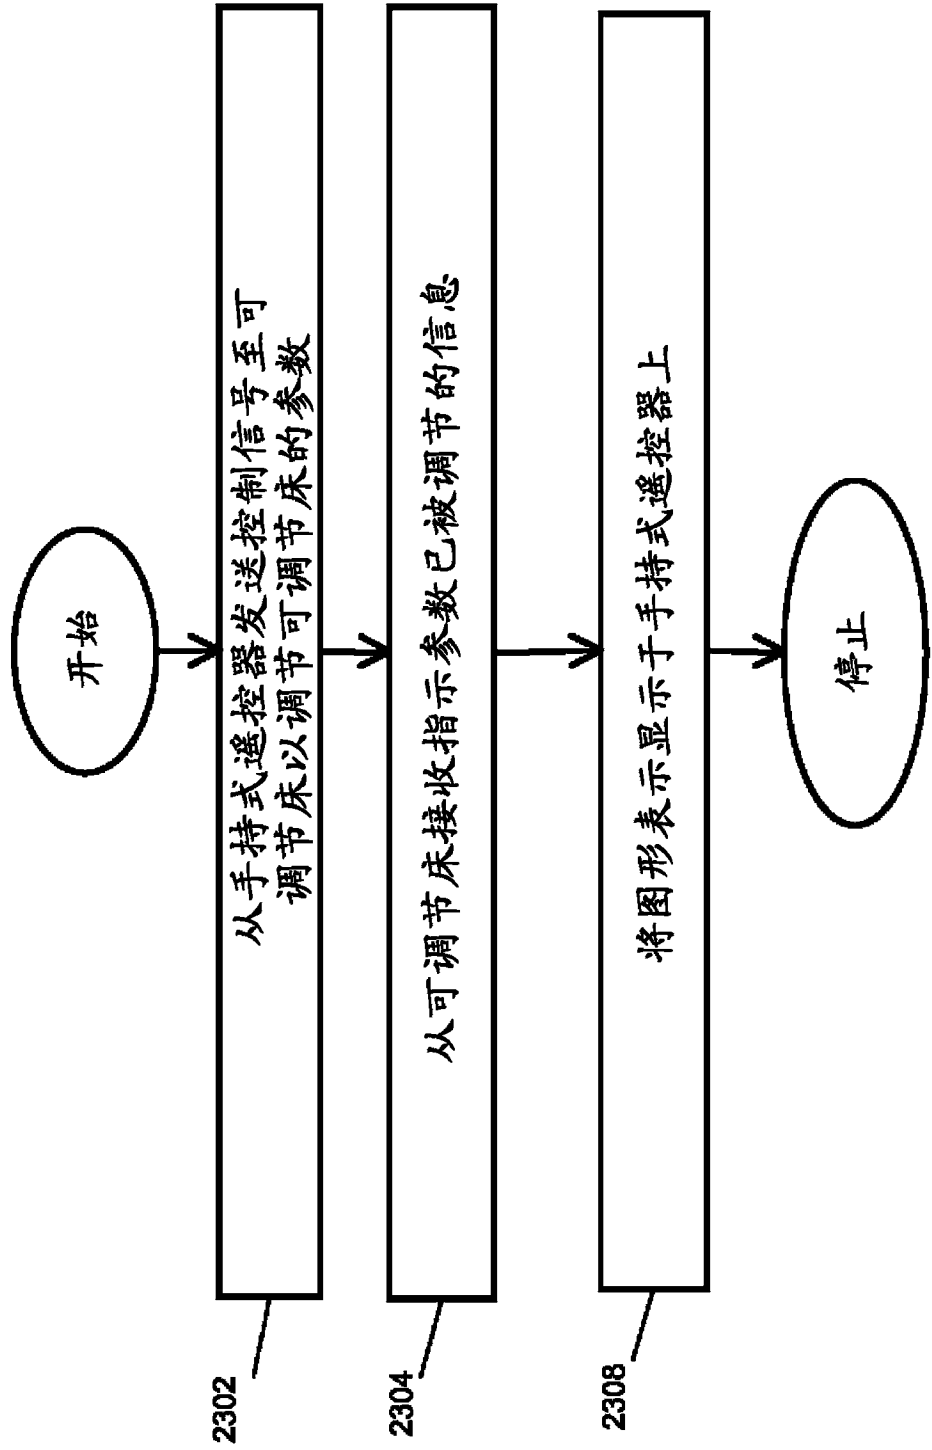 开始
从手持式遥控器发送控制信号至可
调节床以调节可调节床的参数
2302
从可调节床接收指示参数已被调节的信息
2304
将图形表示显示于手持式遥控器上
2308
停止